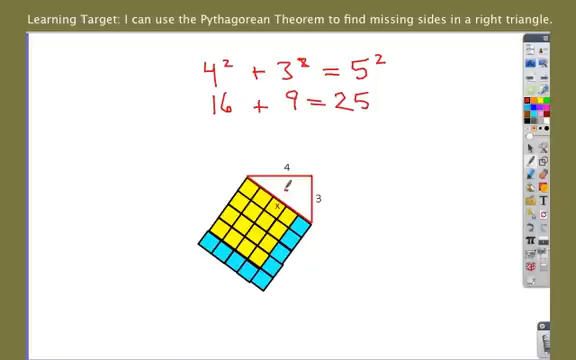 Learning Target: I can use the Pythagorean Theorem to find missing sides in a right triangle.
4² + 3² = 5²
16 + 9 = 25
4
3
x